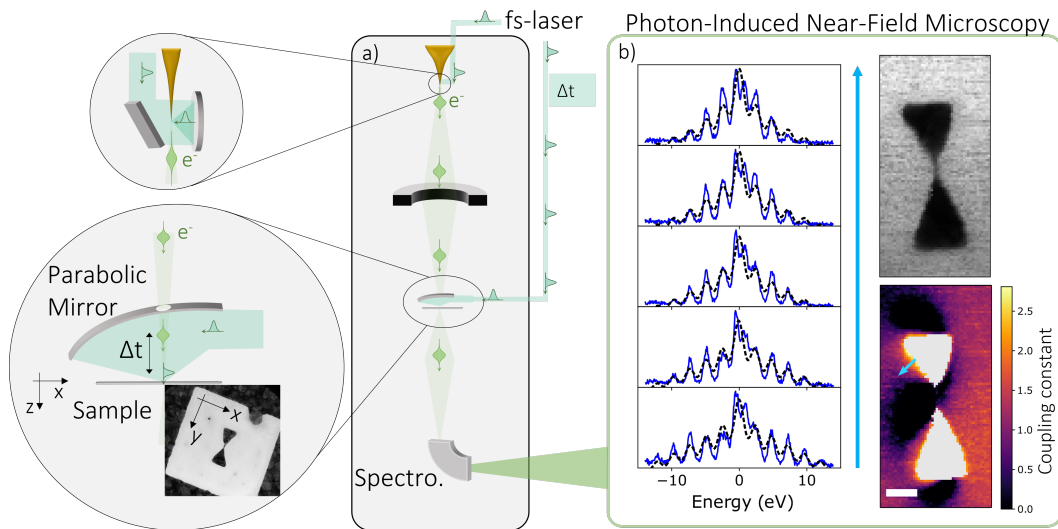 fs-laser
Photon-Induced Near-Field Microscopy
a)
b)
Δt
e⁻
e⁻
e⁻
Parabolic
Mirror
Δt
x
z
Sample
x
y
Spectro.
−10
0
10
Energy (eV)
2.5
2.0
1.5
1.0
0.5
0.0
Coupling constant